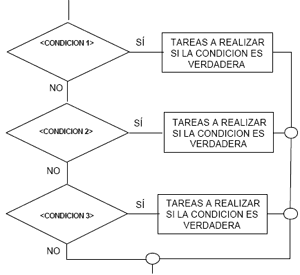 <CONDICION 1>
SÍ
TAREAS A REALIZAR
SI LA CONDICION ES
VERDADERA
NO
<CONDICION 2>
SÍ
TAREAS A REALIZAR
SI LA CONDICION ES
VERDADERA
NO
<CONDICION 3>
SÍ
TAREAS A REALIZAR
SI LA CONDICION ES
VERDADERA
NO